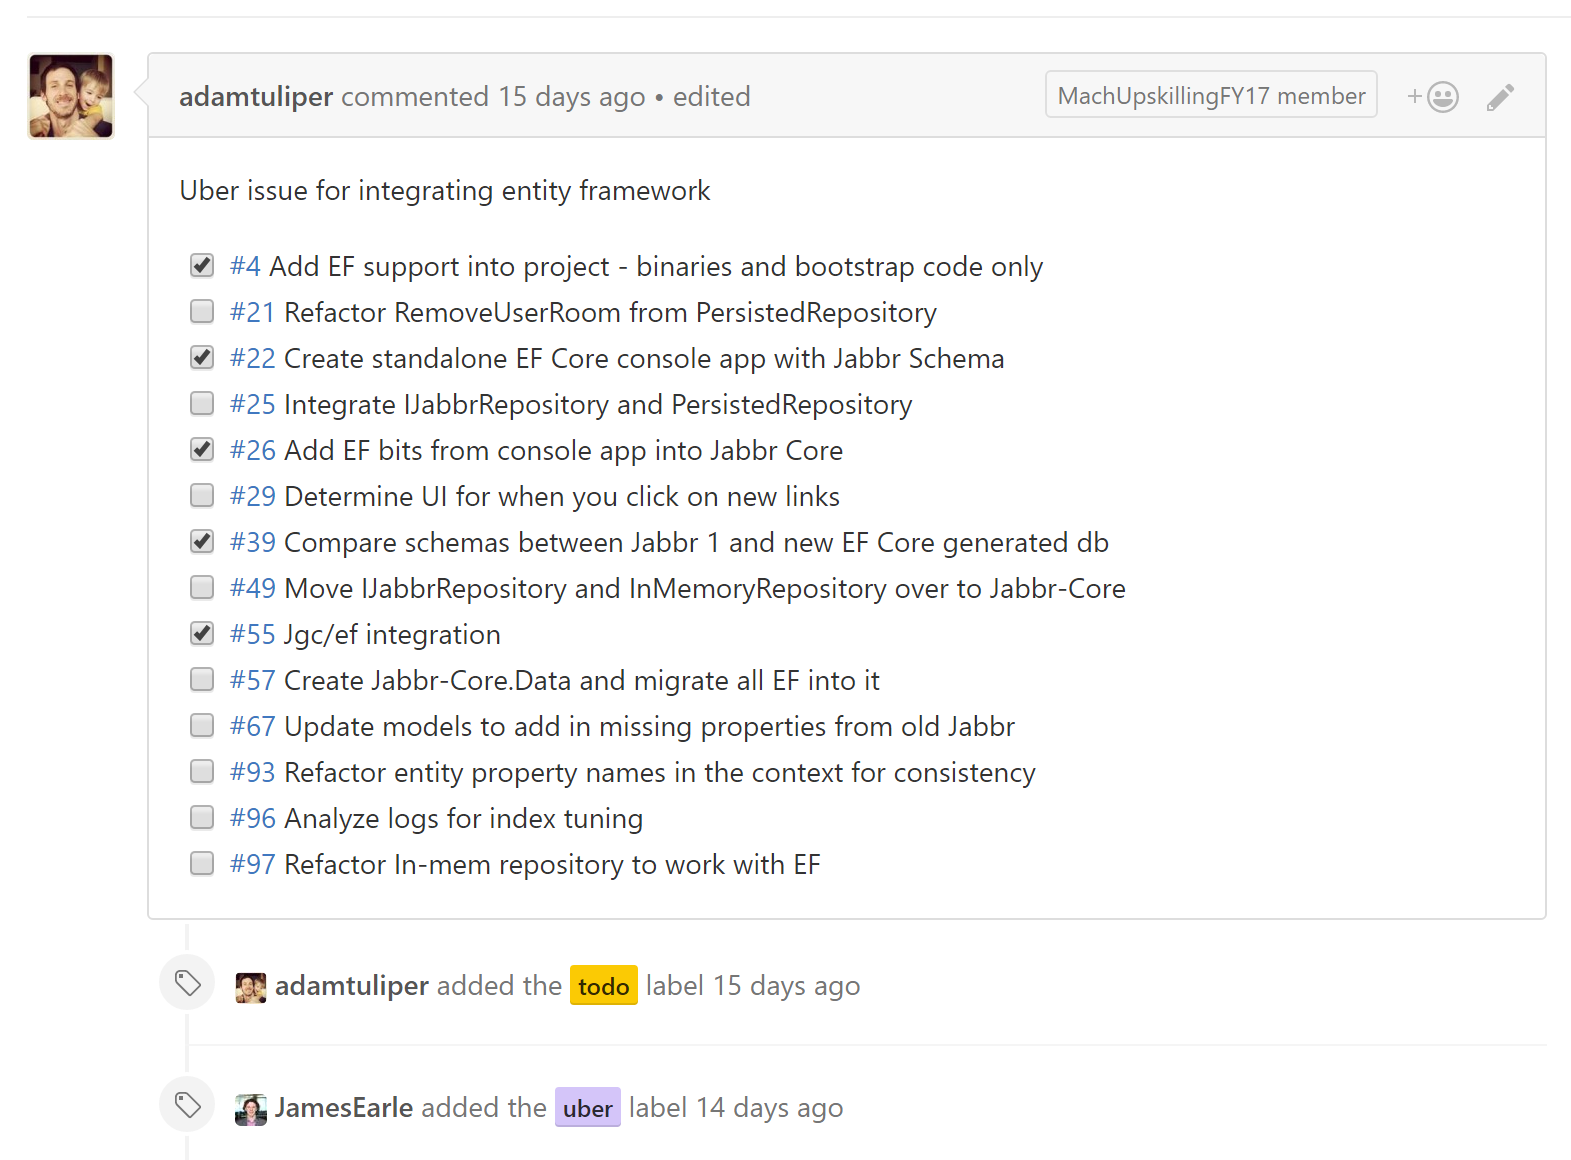 adamtuliper commented 15 days ago • edited MachUpskillingFY17 member +
Uber issue for integrating entity framework
#4 Add EF support into project - binaries and bootstrap code only
#21 Refactor RemoveUserRoom from PersistedRepository
#22 Create standalone EF Core console app with Jabbr Schema
#25 Integrate IJabbrRepository and PersistedRepository
#26 Add EF bits from console app into Jabbr Core
#29 Determine UI for when you click on new links
#39 Compare schemas between Jabbr 1 and new EF Core generated db
#49 Move IJabbrRepository and InMemoryRepository over to Jabbr-Core
#55 Jgc/ef integration
#57 Create Jabbr-Core.Data and migrate all EF into it
#67 Update models to add in missing properties from old Jabbr
#93 Refactor entity property names in the context for consistency
#96 Analyze logs for index tuning
#97 Refactor In-mem repository to work with EF
adamtuliper added the todo label 15 days ago
JamesEarle added the uber label 14 days ago